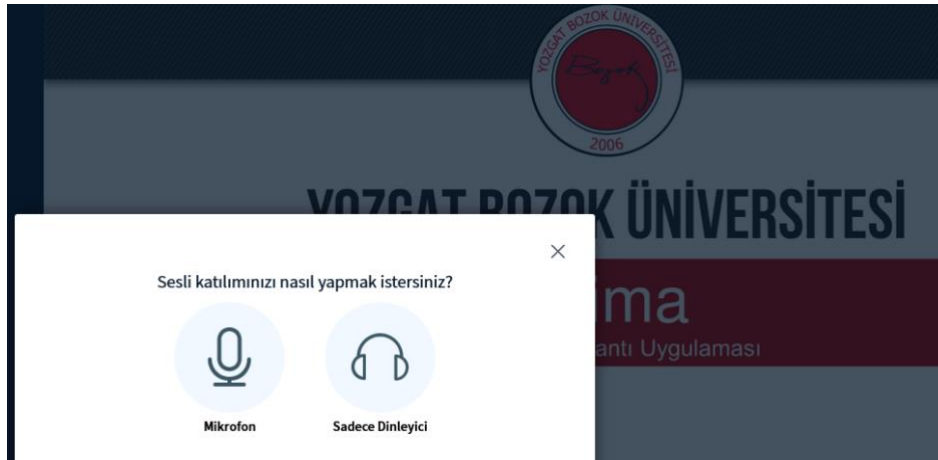 YOZGAT BOZOK ÜNİVERSİTESİ
Bozok
2006
YOZGAT BOZOK ÜNİVERSİTESİ
ima
antı Uygulaması
Sesli katılımınızı nasıl yapmak istersiniz?
Mikrofon
Sadece Dinleyici